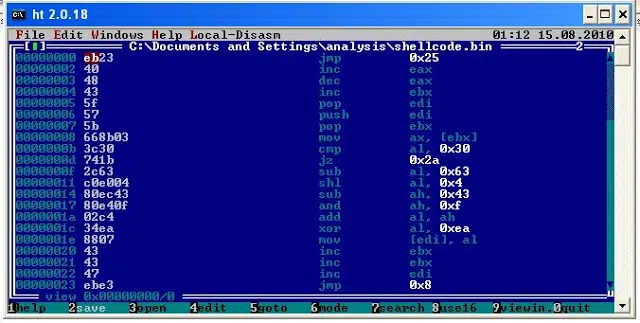 ht 2.0.18
File Edit Windows Help Local-Disasm 01:12 15.08.2010
C:\Documents and Settings\analysis\shellcode.bin 2
00000000 eb23 jmp 0x25
00000002 40 inc eax
00000003 48 dec eax
00000004 43 inc ebx
00000005 5f pop edi
00000006 57 push edi
00000007 5b pop ebx
00000008 668b03 mov ax, [ebx]
0000000b 3c30 cmp al, 0x30
0000000d 741b jz 0x2a
0000000f 2c63 sub al, 0x63
00000011 c0e004 shl al, 0x4
00000014 80ec43 sub ah, 0x43
00000017 80e40f and ah, 0xf
0000001a 02c4 add al, ah
0000001c 34ea xor al, 0xea
0000001e 8807 mov [edi], al
00000020 43 inc ebx
00000021 43 inc ebx
00000022 47 inc edi
00000023 ebe3 jmp 0x8
view 0x00000000/0
1help 2save 3open 4edit 5goto 6mode 7search 8use16 9viewin.0quit